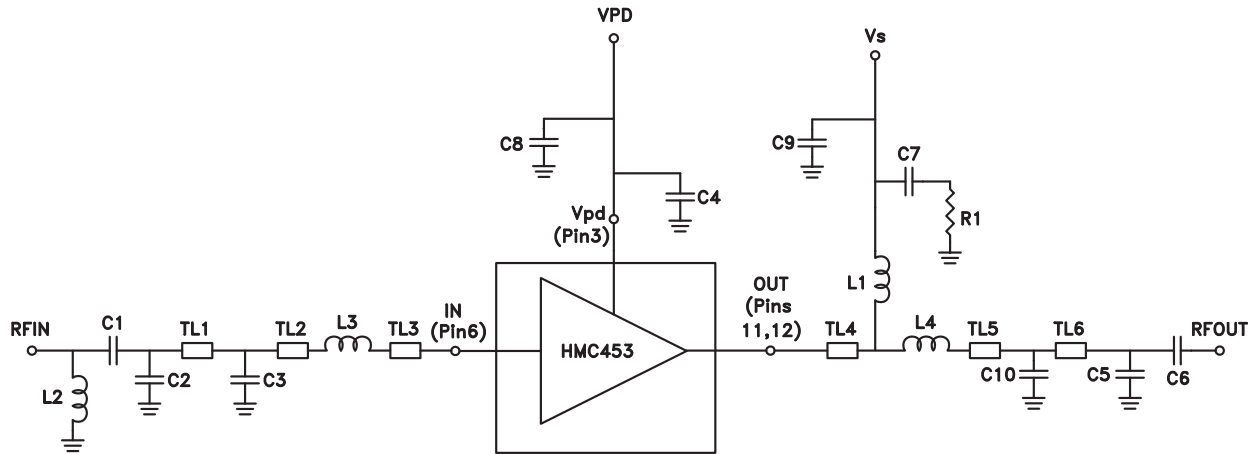 VPD
Vs
C8
C9
C7
C4
R1
Vpd
(Pin3)
L1
OUT
(Pins
11,12)
IN
(Pin6)
RFIN
C1
TL1
TL2
L3
TL3
HMC453
TL4
L4
TL5
TL6
RFOUT
L2
C2
C3
C10
C5
C6